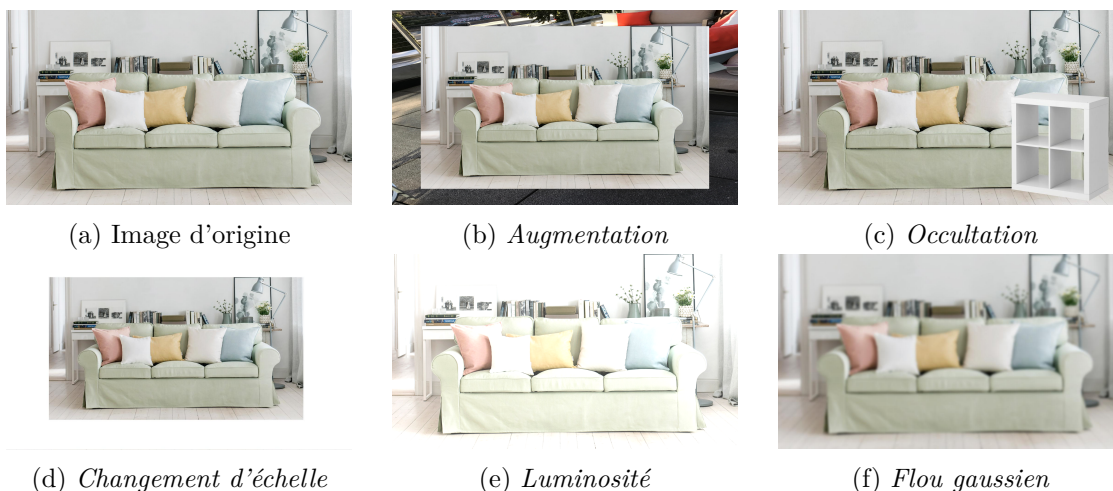 (a) Image d'origine
(b) Augmentation
(c) Occultation
(d) Changement d'échelle
(e) Luminosité
(f) Flou gaussien